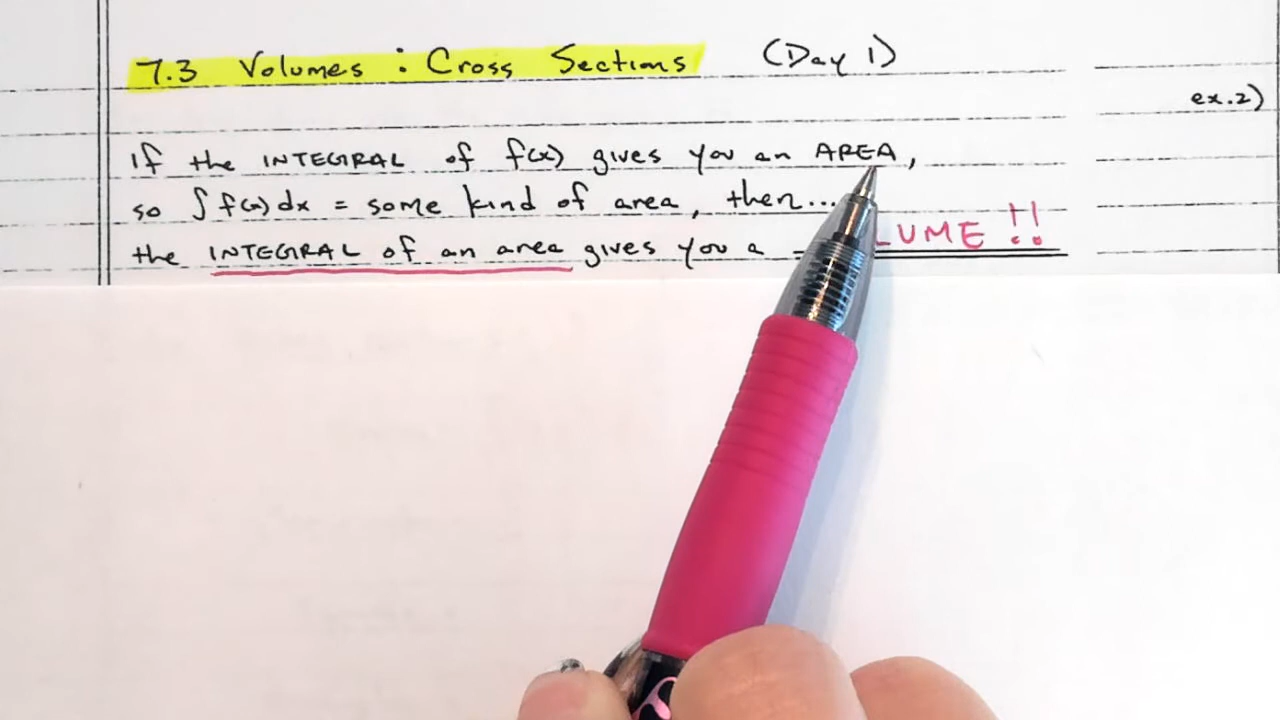 7.3 Volumes : Cross Sections (Day 1)
ex.2)
If the INTEGRAL of f(x) gives you an AREA,
so ∫ f(x) dx = some kind of area, then...
the INTEGRAL of an area gives you a LUME !!